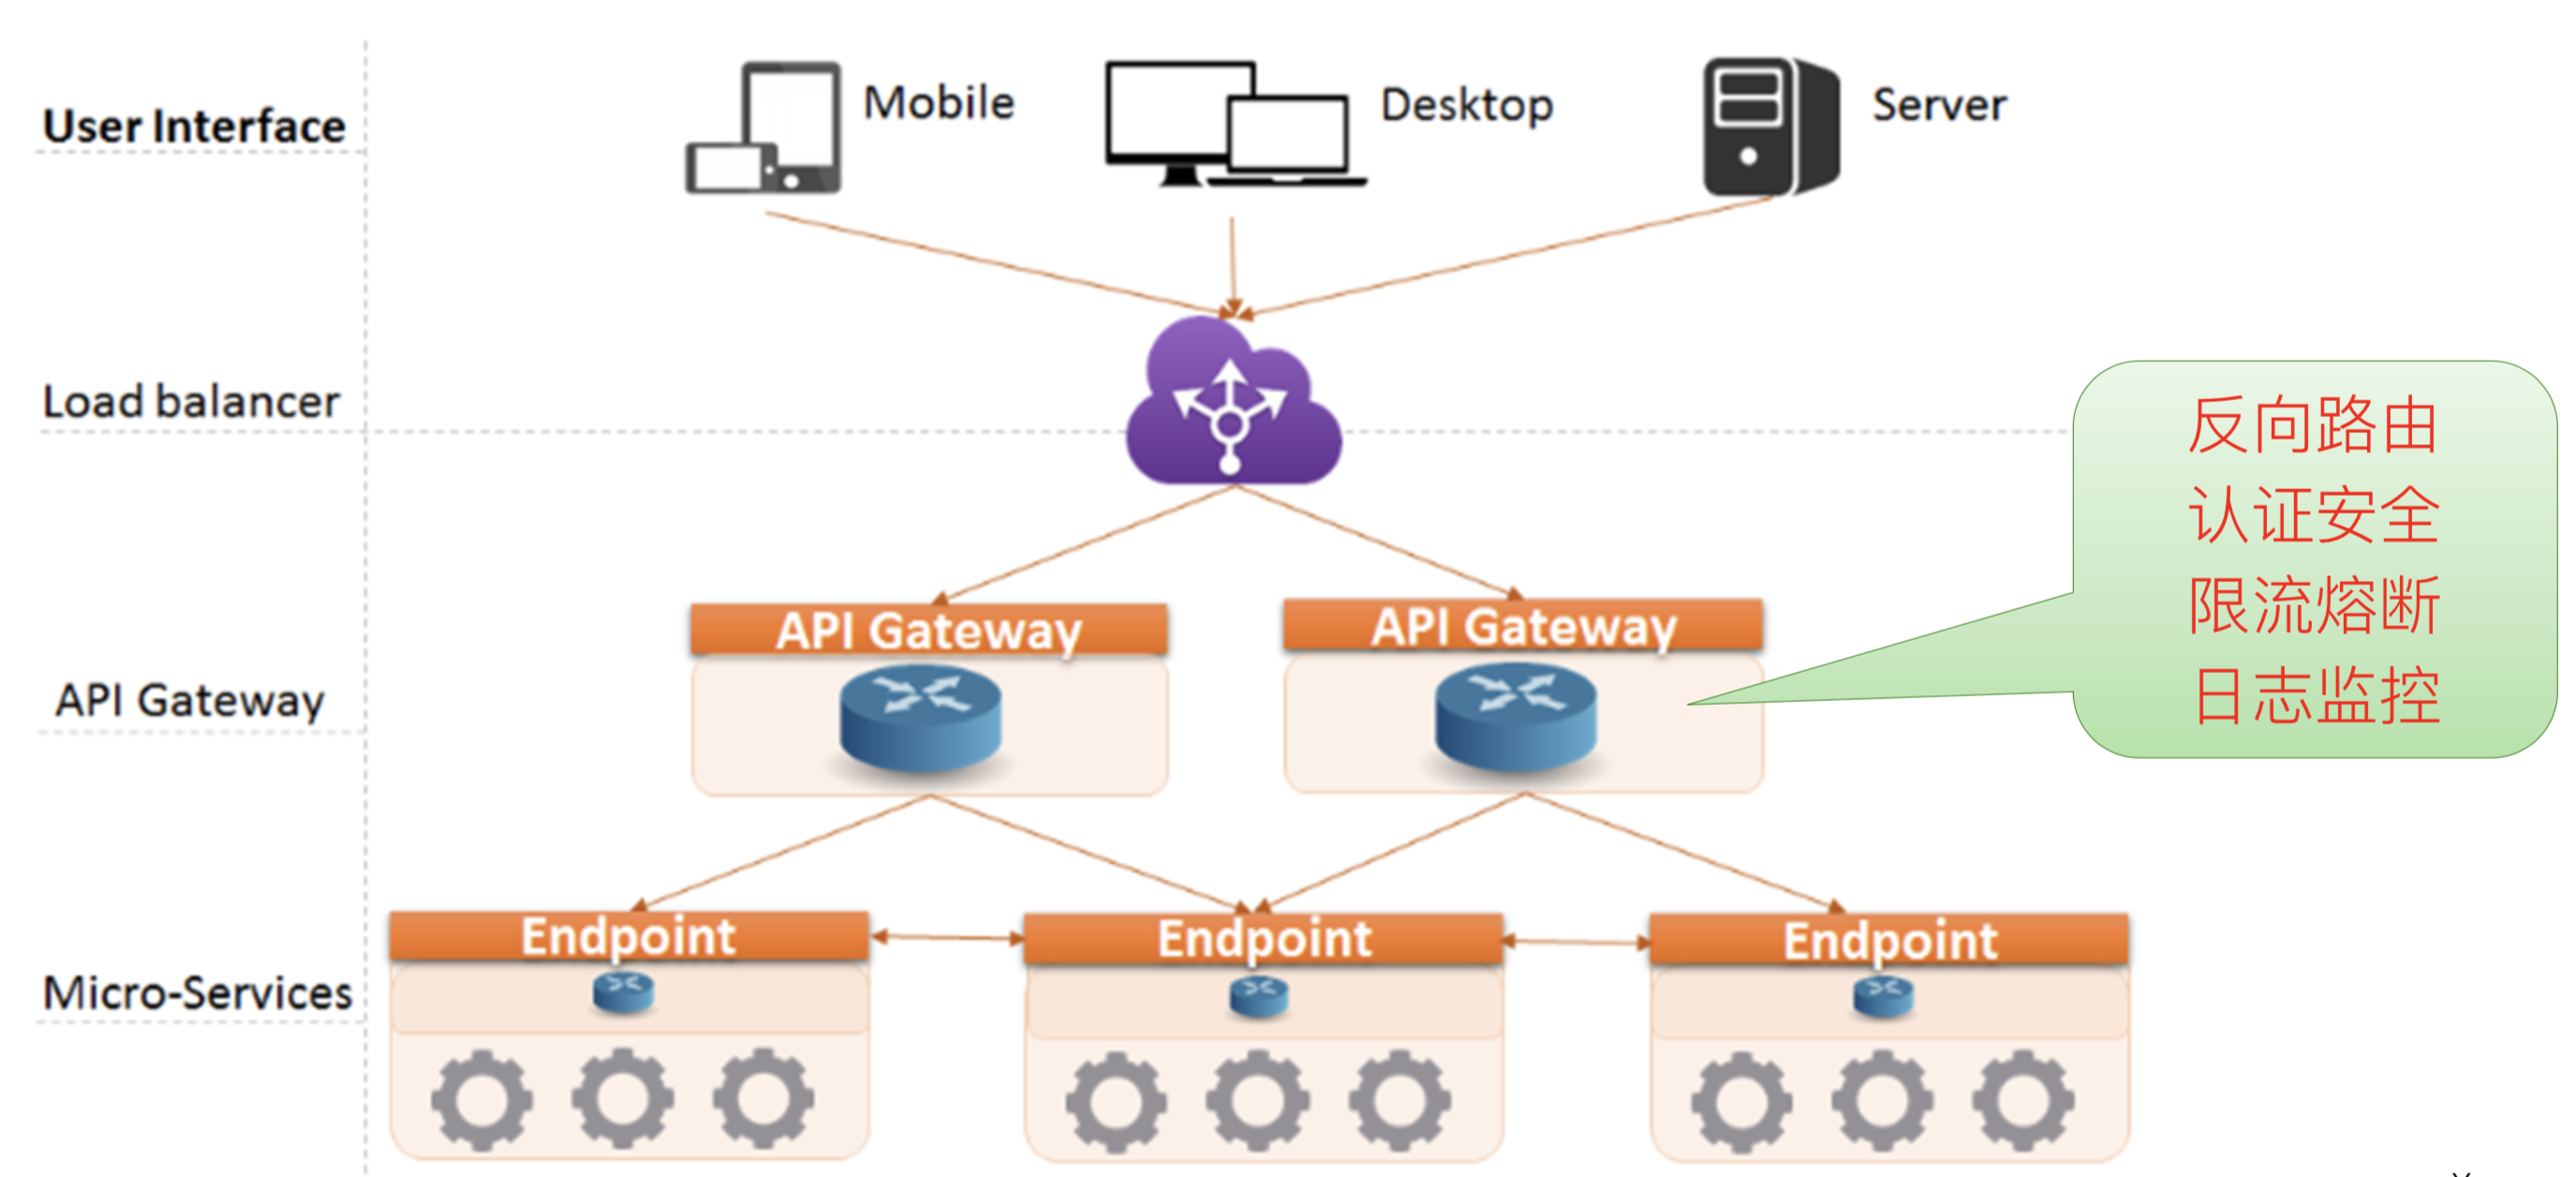 User Interface
Mobile
Desktop
Server
Load balancer
反向路由
认证安全
限流熔断
日志监控
API Gateway
API Gateway
API Gateway
Endpoint
Endpoint
Endpoint
Micro-Services